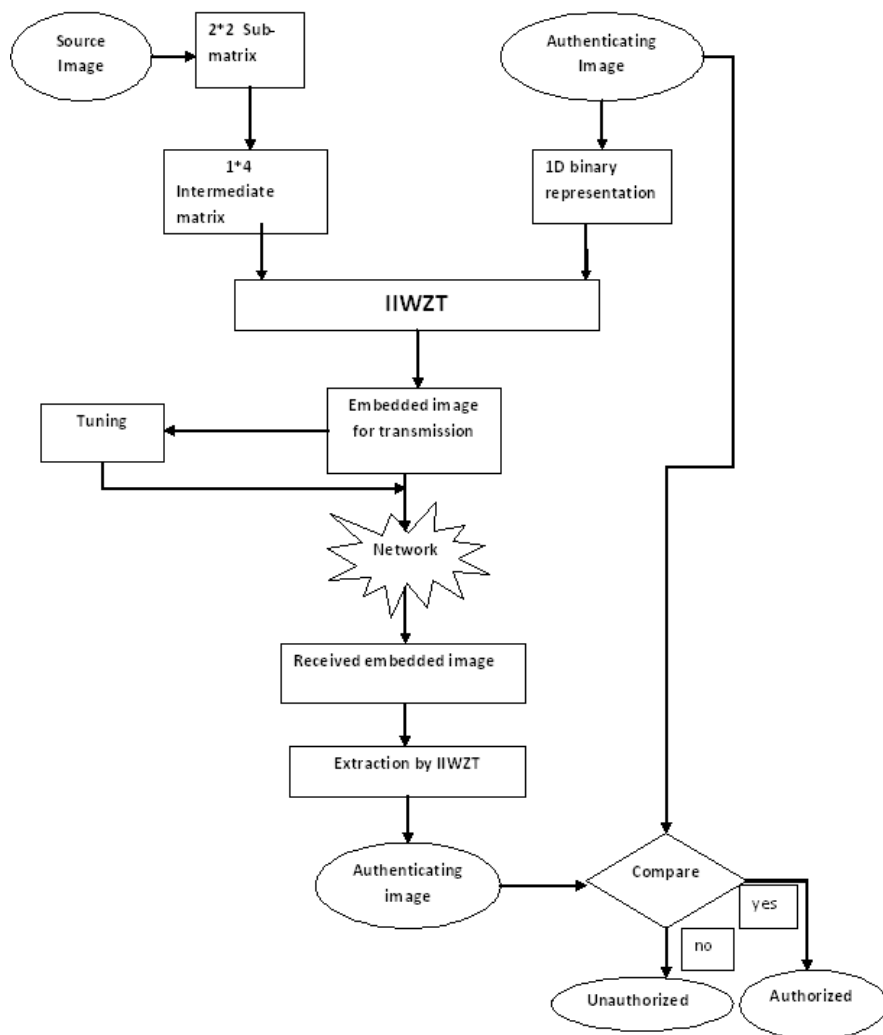 Source
Image
2*2 Sub-
matrix
Authenticating
Image
1*4
Intermediate
matrix
1D binary
representation
IIWZT
Embedded image
for transmission
Tuning
Network
Received embedded image
Extraction by IIWZT
Authenticating
image
Compare
yes
no
Unauthorized
Authorized